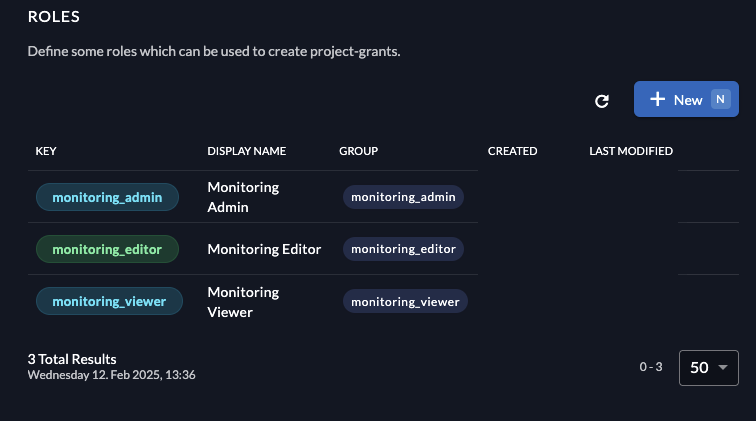 ROLES
Define some roles which can be used to create project-grants.
New N
KEY DISPLAY NAME GROUP CREATED LAST MODIFIED
monitoring_admin Monitoring Admin monitoring_admin
monitoring_editor Monitoring Editor monitoring_editor
monitoring_viewer Monitoring Viewer monitoring_viewer
3 Total Results
Wednesday 12. Feb 2025, 13:36
0 - 3 50